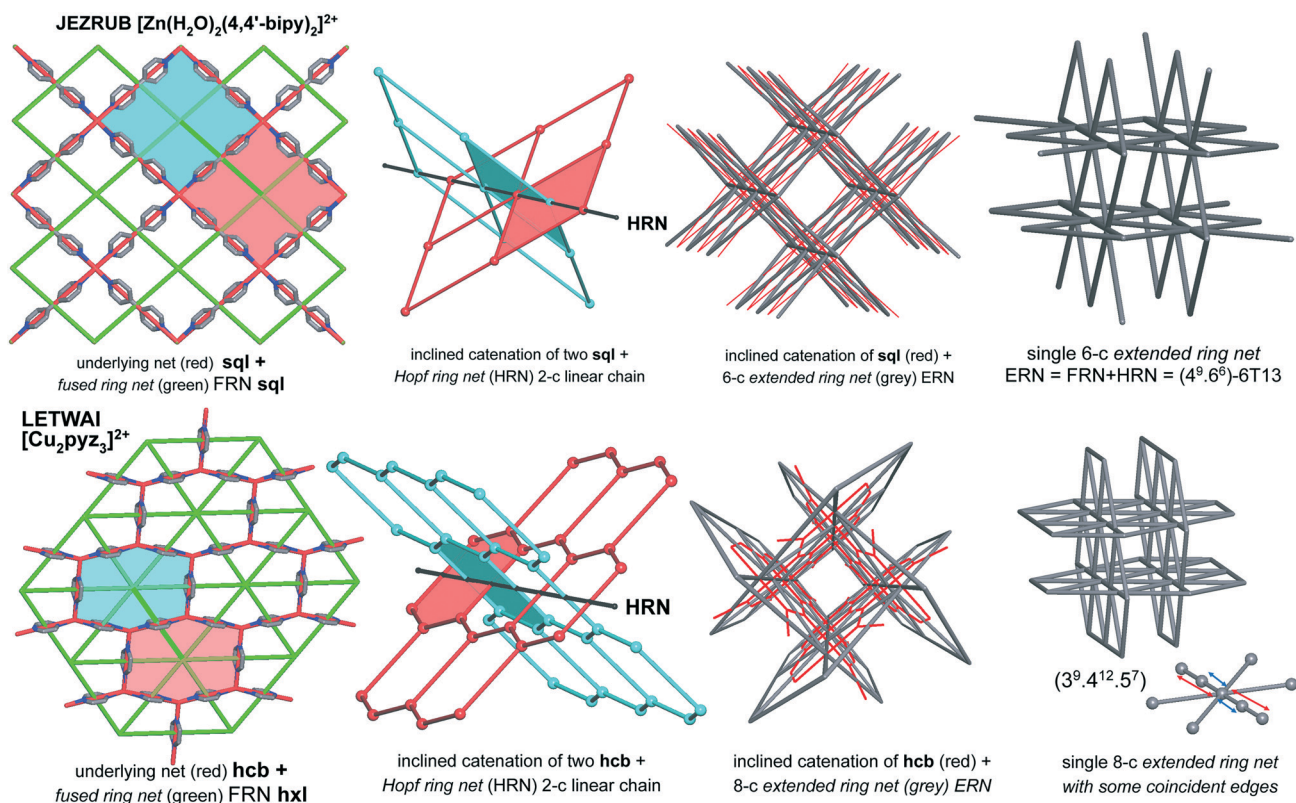 JEZRUB [Zn(H₂O)₂(4,4'-bipy)₂]²⁺
HRN
underlying net (red) sql +
fused ring net (green) FRN sql
inclined catenation of two sql +
Hopf ring net (HRN) 2-c linear chain
inclined catenation of sql (red) +
6-c extended ring net (grey) ERN
single 6-c extended ring net
ERN = FRN+HRN = (4⁹.6⁶)-6T13
LETWAI
[Cu₂pyz₃]²⁺
HRN
(3⁹.4¹².5⁷)
underlying net (red) hcb +
fused ring net (green) FRN hxl
inclined catenation of two hcb +
Hopf ring net (HRN) 2-c linear chain
inclined catenation of hcb (red) +
8-c extended ring net (grey) ERN
single 8-c extended ring net
with some coincident edges